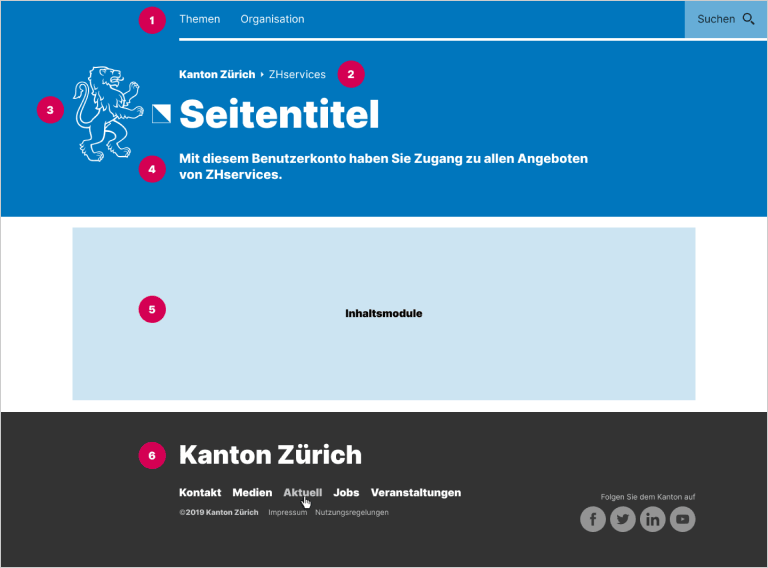 1 Themen Organisation Suchen
Kanton Zürich ZHservices 2
3 Seitentitel
Mit diesem Benutzerkonto haben Sie Zugang zu allen Angeboten
4 von ZHservices.
5 Inhaltsmodule
6 Kanton Zürich
Kontakt Medien Aktuell Jobs Veranstaltungen
Folgen Sie dem Kanton auf
©2019 Kanton Zürich Impressum Nutzungsregelungen